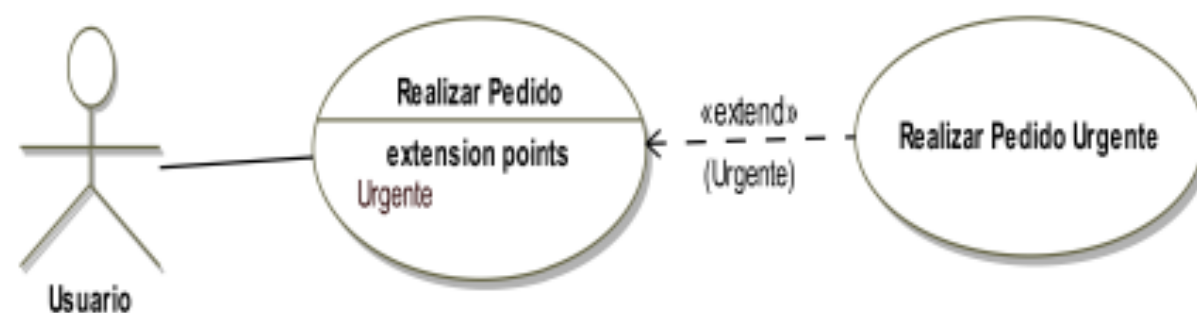 Realizar Pedido
extension points
Urgente
«extend»
(Urgente)
Realizar Pedido Urgente
Usuario